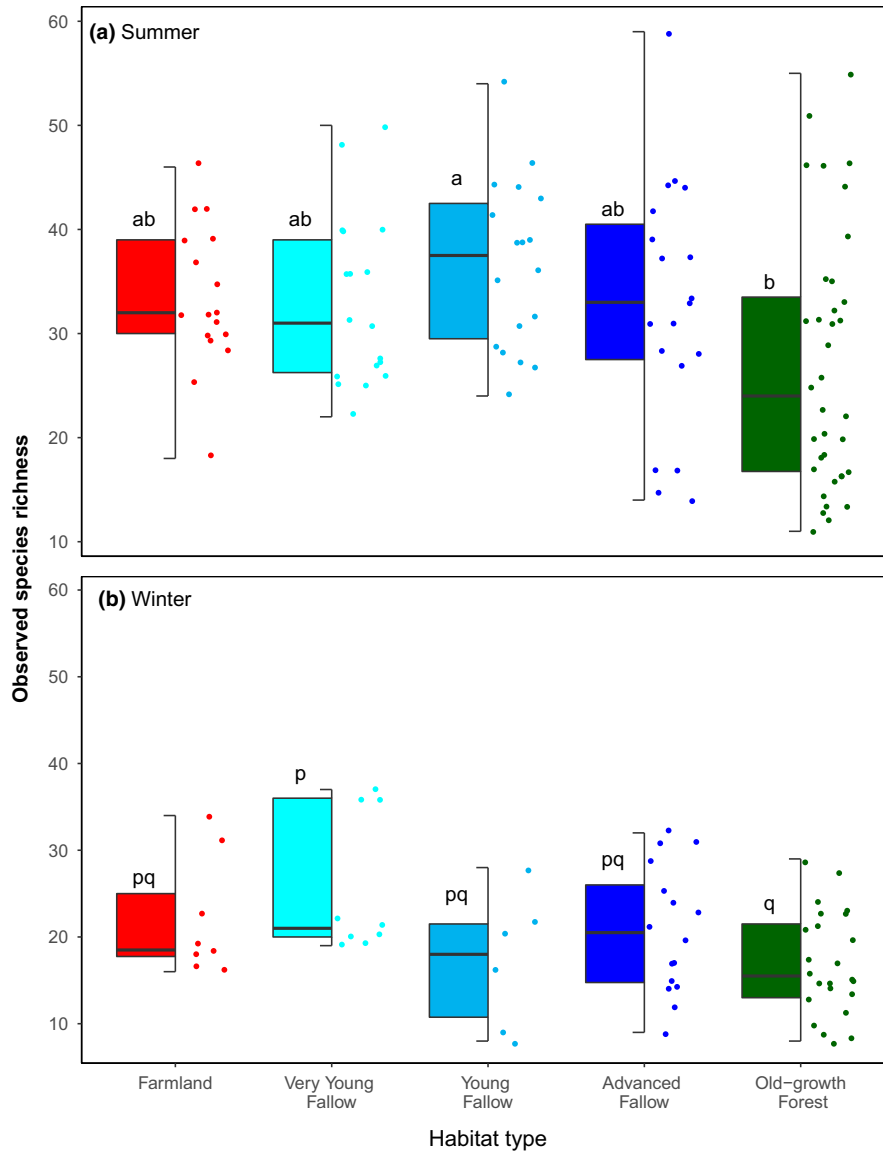 Observed species richness
(a) Summer
60
50
40
30
20
10
ab
ab
a
ab
b
(b) Winter
60
50
40
30
20
10
pq
p
pq
pq
q
Farmland
Very Young
Fallow
Young
Fallow
Advanced
Fallow
Old−growth
Forest
Habitat type